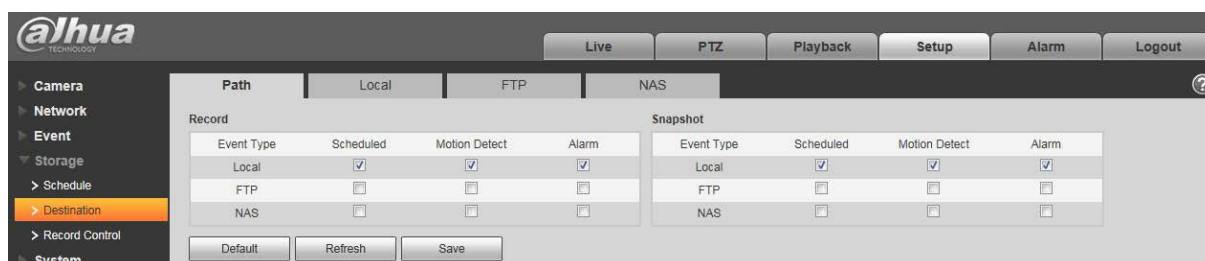 alhua
TECHNOLOGY
Live PTZ Playback Setup Alarm Logout
Camera
Network
Event
Storage
> Schedule
> Destination
> Record Control
System
Path Local FTP NAS
?
Record
Event Type Scheduled Motion Detect Alarm
Local
FTP
NAS
Snapshot
Event Type Scheduled Motion Detect Alarm
Local
FTP
NAS
Default Refresh Save